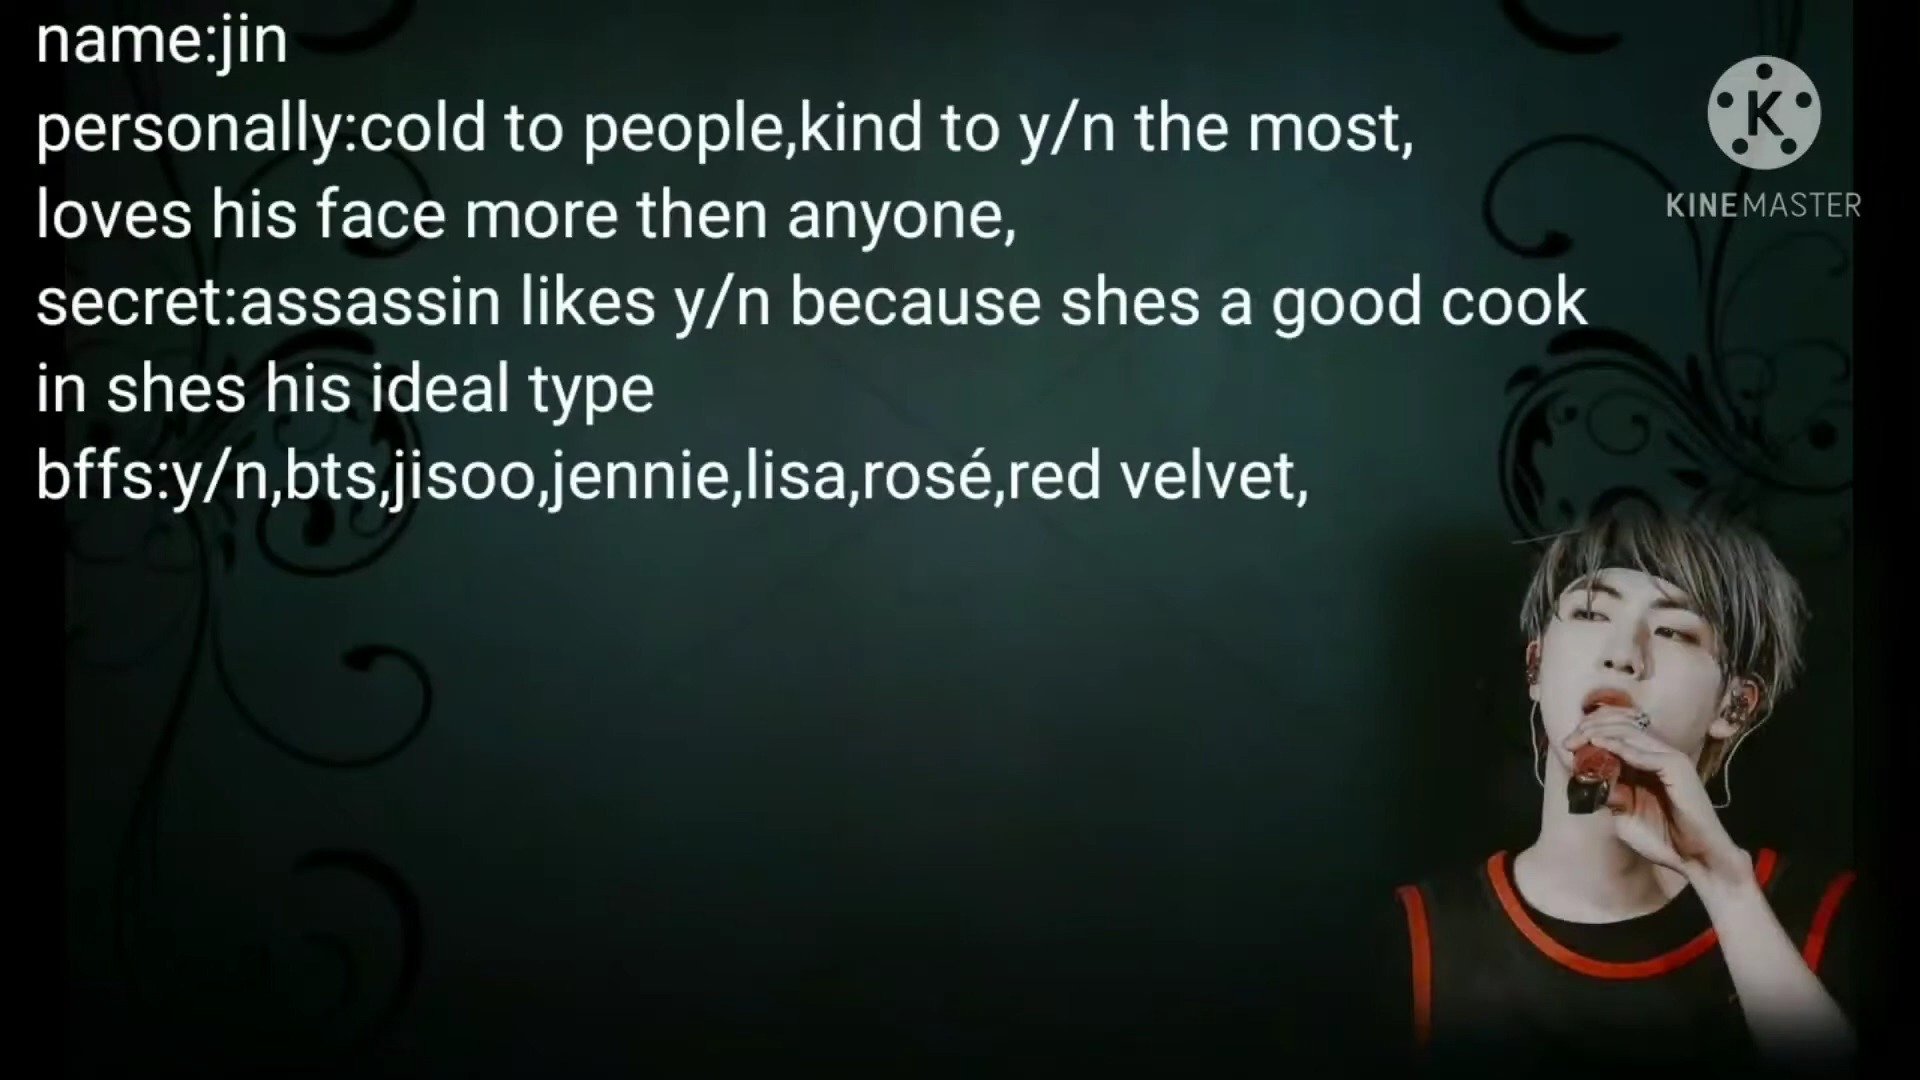 name:jin
personally:cold to people,kind to y/n the most,
loves his face more then anyone,
secret:assassin likes y/n because shes a good cook
in shes his ideal type
bffs:y/n,bts,jisoo,jennie,lisa,rosé,red velvet,
K
KINEMASTER